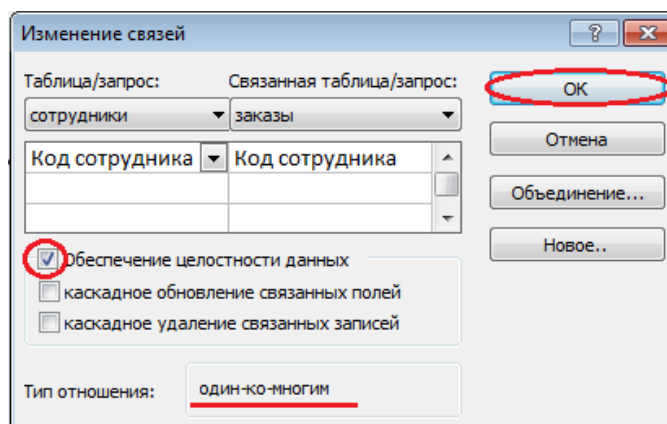 Изменение связей
Таблица/запрос: Связанная таблица/запрос:
сотрудники заказы
Код сотрудника Код сотрудника
Обеспечение целостности данных
каскадное обновление связанных полей
каскадное удаление связанных записей
Тип отношения: один-ко-многим
?
ОК
Отмена
Объединение...
Новое..